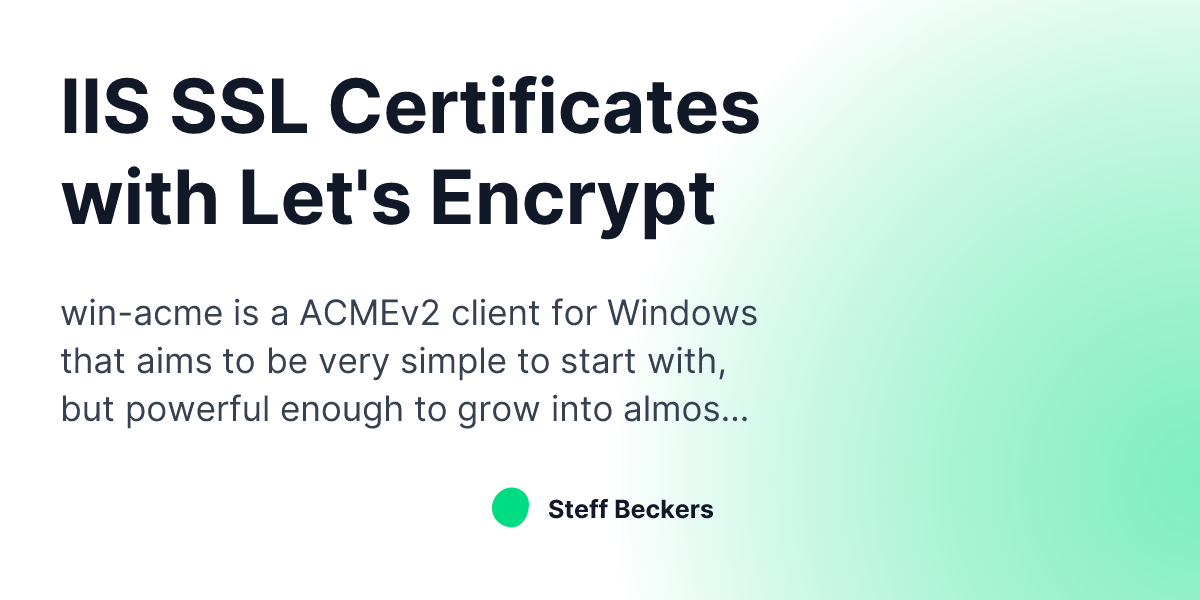 IIS SSL Certificates
with Let's Encrypt
win-acme is a ACMEv2 client for Windows
that aims to be very simple to start with,
but powerful enough to grow into almos...
Steff Beckers